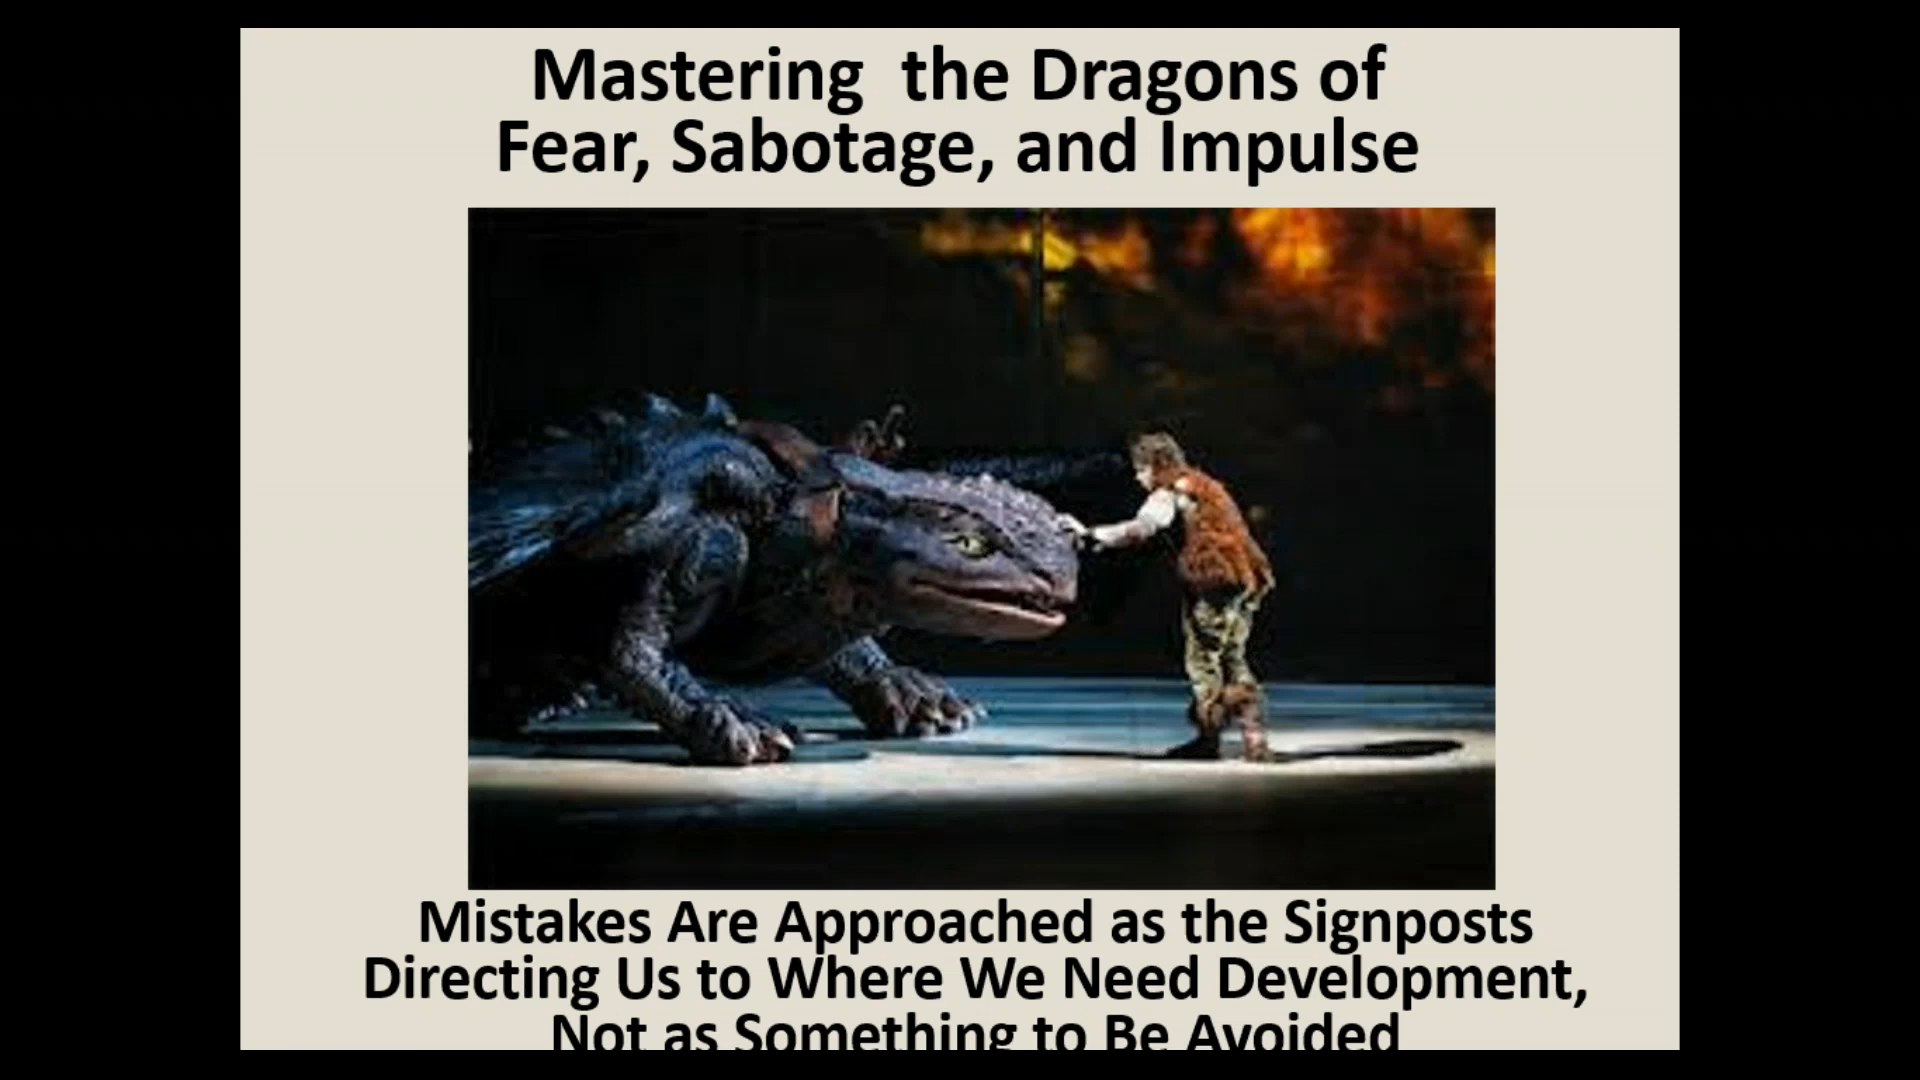 Mastering  the Dragons of
Fear, Sabotage, and Impulse
Mistakes Are Approached as the Signposts
Directing Us to Where We Need Development,
Not as Something to Be Avoided